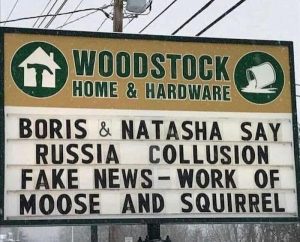 WOODSTOCK
HOME & HARDWARE
BORIS & NATASHA SAY
RUSSIA COLLUSION
FAKE NEWS - WORK OF
MOOSE AND SQUIRREL